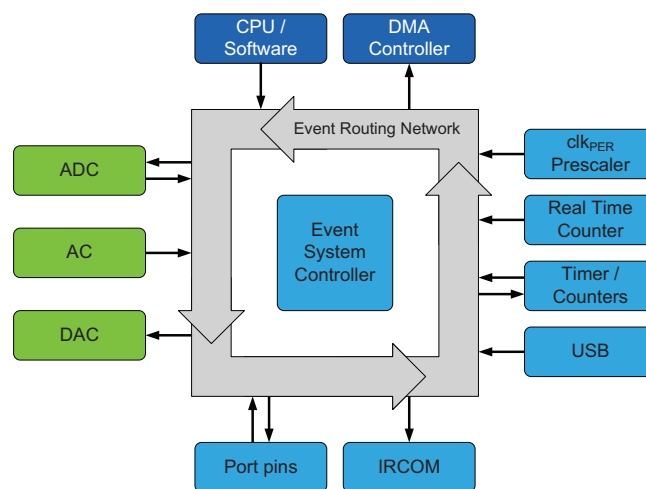 CPU /
Software
DMA
Controller
Event Routing Network
ADC
AC
DAC
Event
System
Controller
clkPER
Prescaler
Real Time
Counter
Timer /
Counters
USB
Port pins
IRCOM